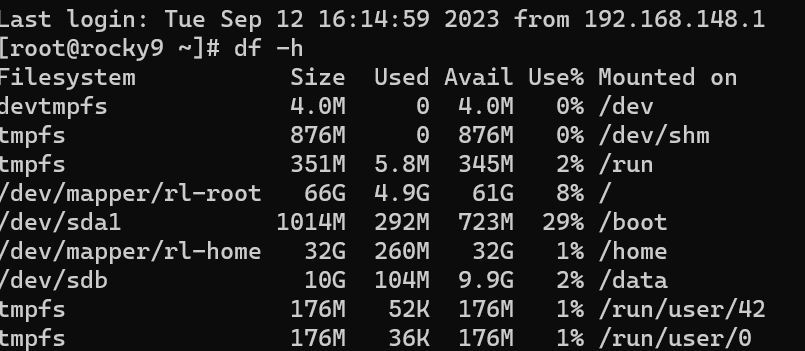 Last login: Tue Sep 12 16:14:59 2023 from 192.168.148.1
[root@rocky9 ~]# df -h
Filesystem           Size  Used Avail Use% Mounted on
devtmpfs             4.0M     0  4.0M   0% /dev
tmpfs                876M     0  876M   0% /dev/shm
tmpfs                351M  5.8M  345M   2% /run
/dev/mapper/rl-root   66G  4.9G   61G   8% /
/dev/sda1           1014M  292M  723M  29% /boot
/dev/mapper/rl-home   32G  260M   32G   1% /home
/dev/sdb              10G  104M  9.9G   2% /data
tmpfs                176M   52K  176M   1% /run/user/42
tmpfs                176M   36K  176M   1% /run/user/0